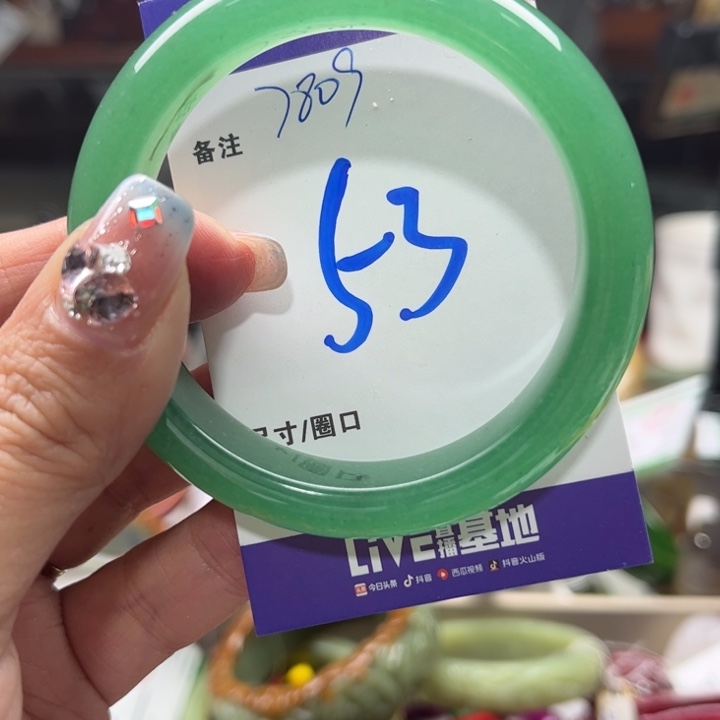 7809
备注
53
尺寸/圈口
Live直播基地
今日头条 抖音 西瓜视频 抖音火山版